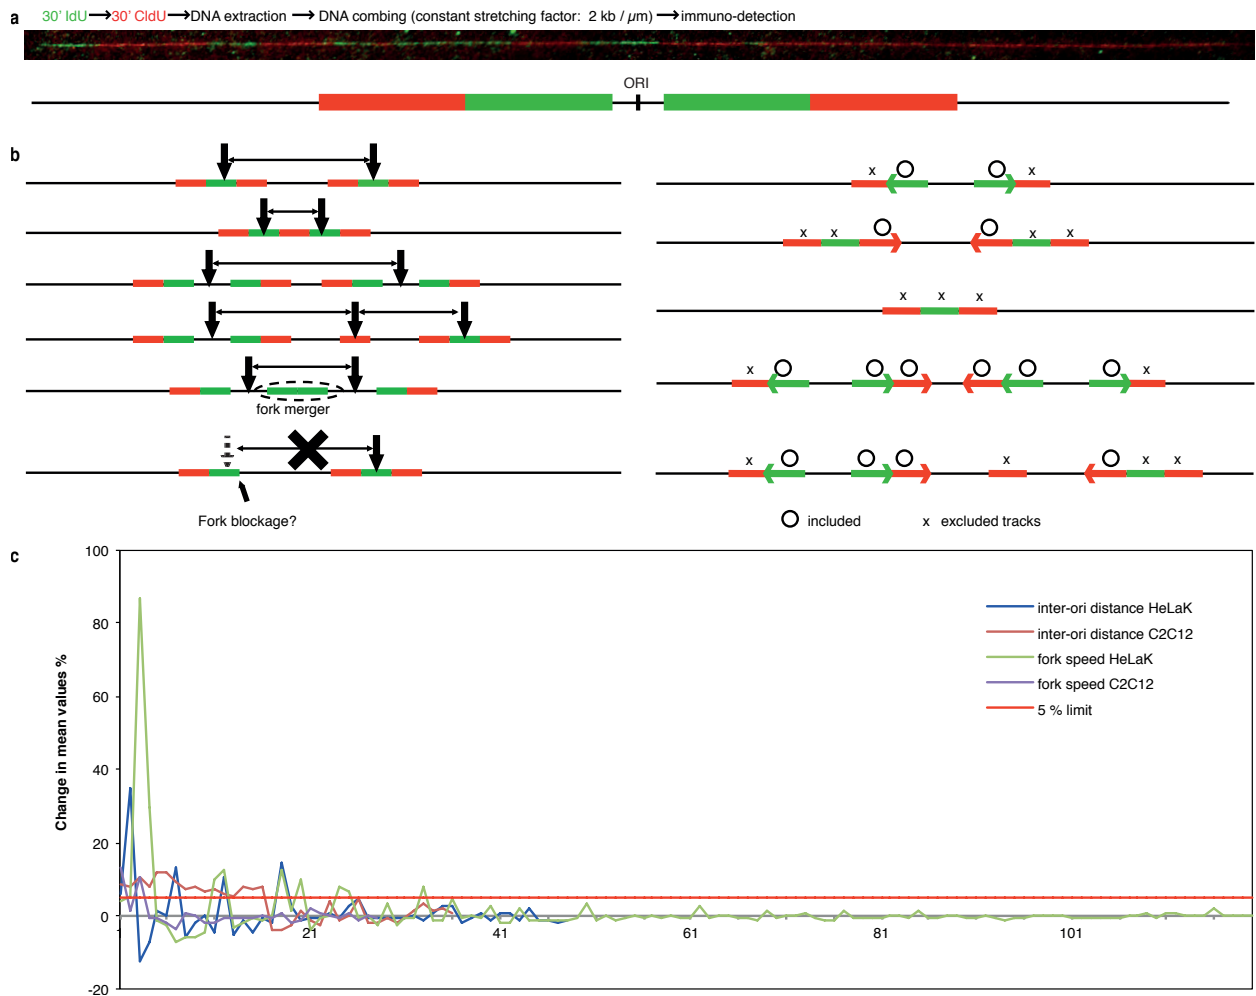 a 30' IdU → 30' CldU → DNA extraction → DNA combing (constant stretching factor: 2 kb / µm) → immuno-detection
ORI
b
x x
x x x x
x x x
fork merger
x x
x x x x
Fork blockage?
included x excluded tracks
c
Change in mean values %
100
80
60
40
20
0
-20
21 41 61 81 101
inter-ori distance HeLaK
inter-ori distance C2C12
fork speed HeLaK
fork speed C2C12
5 % limit